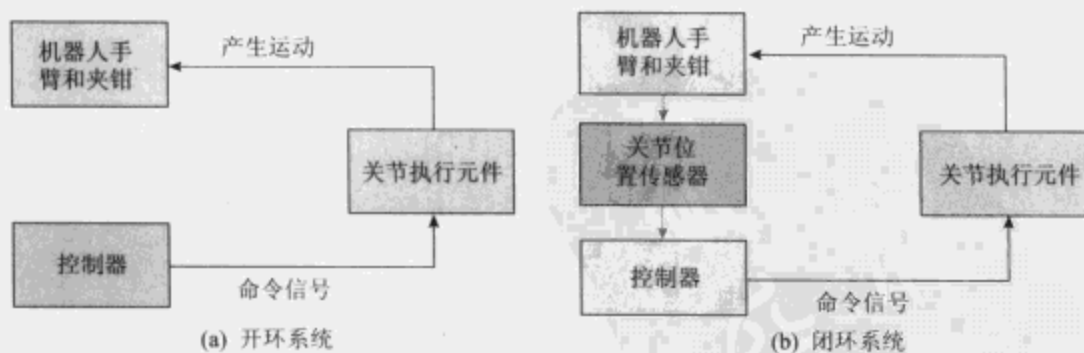 机器人手
臂和夹钳
产生运动
关节执行元件
控制器
命令信号
(a) 开环系统
机器人手
臂和夹钳
产生运动
关节位
置传感器
关节执行元件
控制器
命令信号
(b) 闭环系统